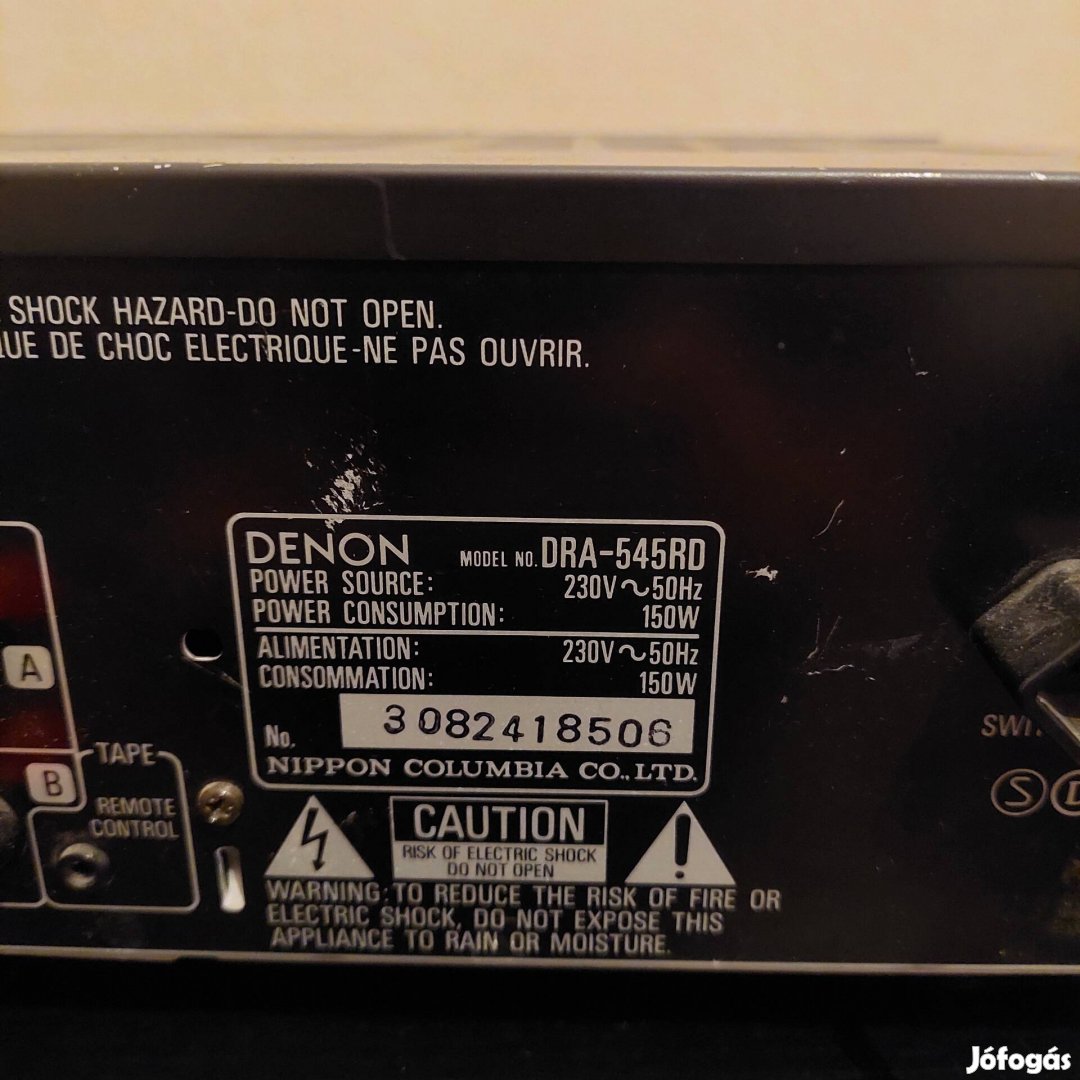 SHOCK HAZARD-DO NOT OPEN.
DE CHOC ELECTRIQUE-NE PAS OUVRIR.
DENON MODEL NO. DRA-545RD
POWER SOURCE: 230V~50Hz
POWER CONSUMPTION: 150W
ALIMENTATION: 230V~50Hz
CONSOMMATION: 150W
No. 3082418506
NIPPON COLUMBIA CO.,LTD.
A
B
TAPE
REMOTE
CONTROL
CAUTION
RISK OF ELECTRIC SHOCK
DO NOT OPEN
WARNING:TO REDUCE THE RISK OF FIRE OR
ELECTRIC SHOCK, DO NOT EXPOSE THIS
APPLIANCE TO RAIN OR MOISTURE.
S
Jófogás